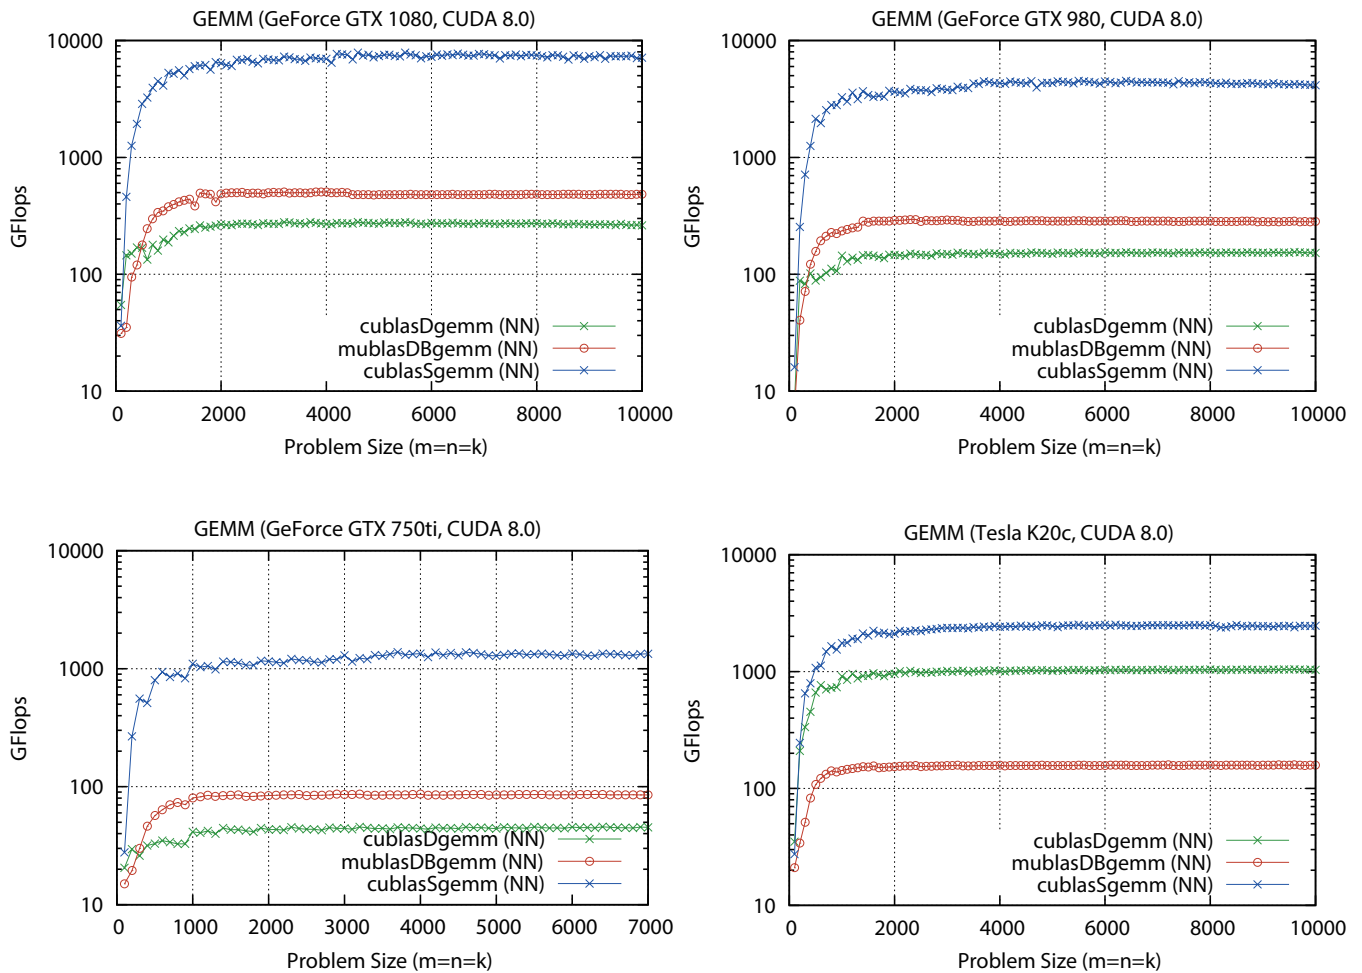 GEMM (GeForce GTX 1080, CUDA 8.0)
10000
1000
100
10
GFlops
cublasDgemm (NN)
mublasDBgemm (NN)
cublasSgemm (NN)
0 2000 4000 6000 8000 10000
Problem Size (m=n=k)
GEMM (GeForce GTX 980, CUDA 8.0)
10000
1000
100
10
GFlops
cublasDgemm (NN)
mublasDBgemm (NN)
cublasSgemm (NN)
0 2000 4000 6000 8000 10000
Problem Size (m=n=k)
GEMM (GeForce GTX 750ti, CUDA 8.0)
10000
1000
100
10
GFlops
cublasDgemm (NN)
mublasDBgemm (NN)
cublasSgemm (NN)
0 1000 2000 3000 4000 5000 6000 7000
Problem Size (m=n=k)
GEMM (Tesla K20c, CUDA 8.0)
10000
1000
100
10
GFlops
cublasDgemm (NN)
mublasDBgemm (NN)
cublasSgemm (NN)
0 2000 4000 6000 8000 10000
Problem Size (m=n=k)